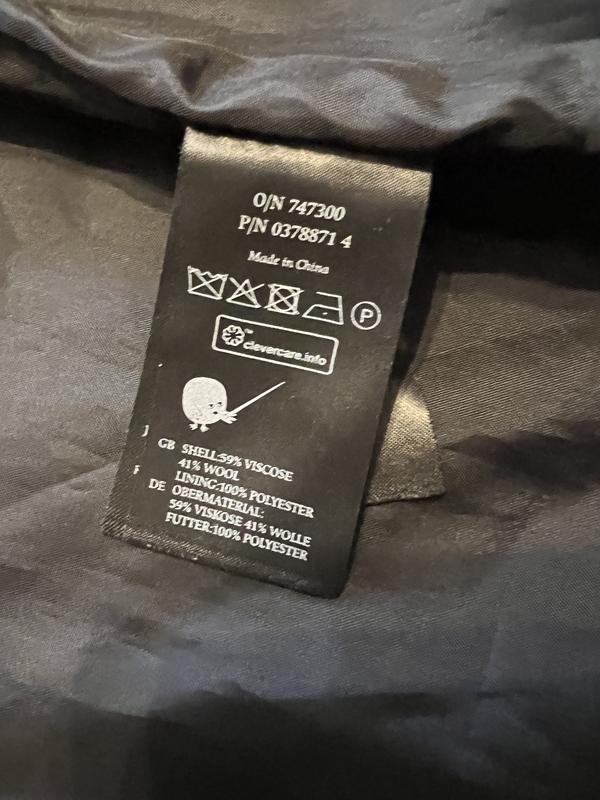 O/N 747300
P/N 0378871 4
Made in China
P
TM
clevercare.info
GB SHELL:59% VISCOSE
41% WOOL
LINING:100% POLYESTER
DE OBERMATERIAL:
59% VISKOSE 41% WOLLE
FUTTER:100% POLYESTER